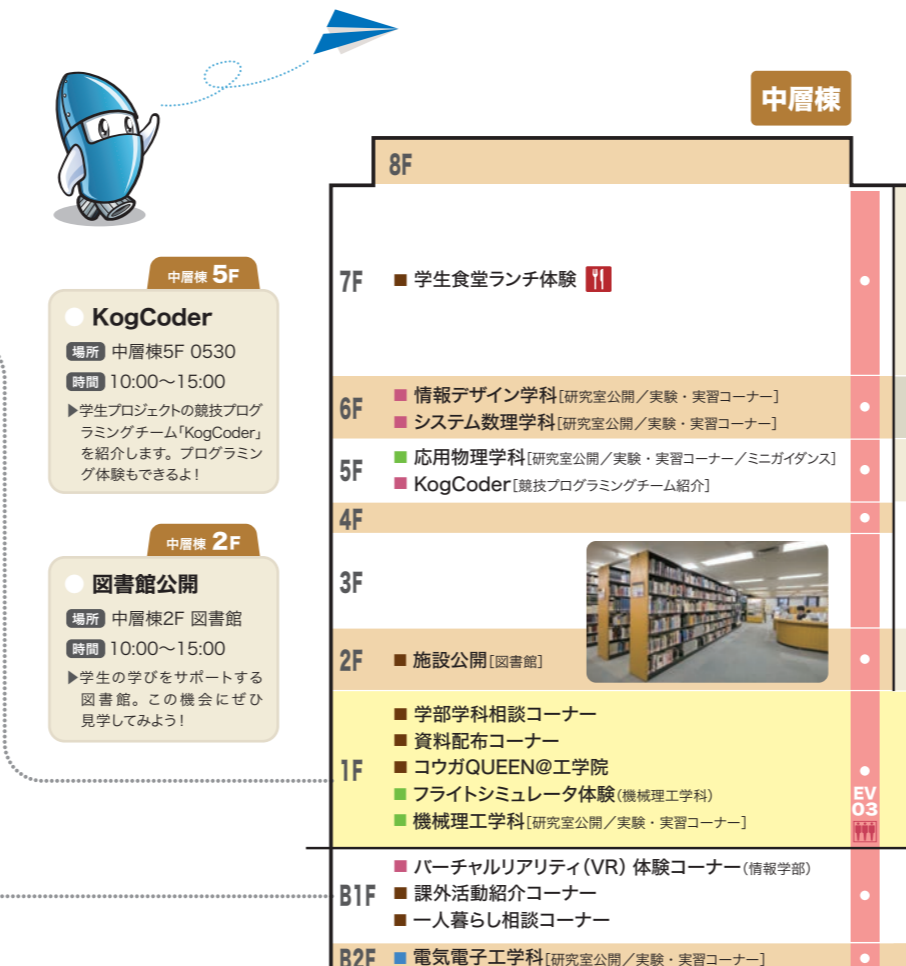 中層棟
8F
中層棟 5F
KogCoder
場所 中層棟5F 0530
時間 10:00〜15:00
▶学生プロジェクトの競技プログ
ラミングチーム「KogCoder」
を紹介します。プログラミン
グ体験もできるよ!
中層棟 2F
図書館公開
場所 中層棟2F 図書館
時間 10:00〜15:00
▶学生の学びをサポートする
図書館。この機会にぜひ
見学してみよう!
7F ■ 学生食堂ランチ体験
6F ■ 情報デザイン学科[研究室公開/実験・実習コーナー]
■ システム数理学科[研究室公開/実験・実習コーナー]
5F ■ 応用物理学科[研究室公開/実験・実習コーナー/ミニガイダンス]
■ KogCoder[競技プログラミングチーム紹介]
4F
3F
2F ■ 施設公開[図書館]
1F ■ 学部学科相談コーナー
■ 資料配布コーナー
■ コウガQUEEN@工学院
■ フライトシミュレータ体験(機械理工学科)
■ 機械理工学科[研究室公開/実験・実習コーナー]
EV
03
B1F ■ バーチャルリアリティ(VR) 体験コーナー(情報学部)
■ 課外活動紹介コーナー
■ 一人暮らし相談コーナー
B2F ■ 電気電子工学科[研究室公開/実験・実習コーナー]